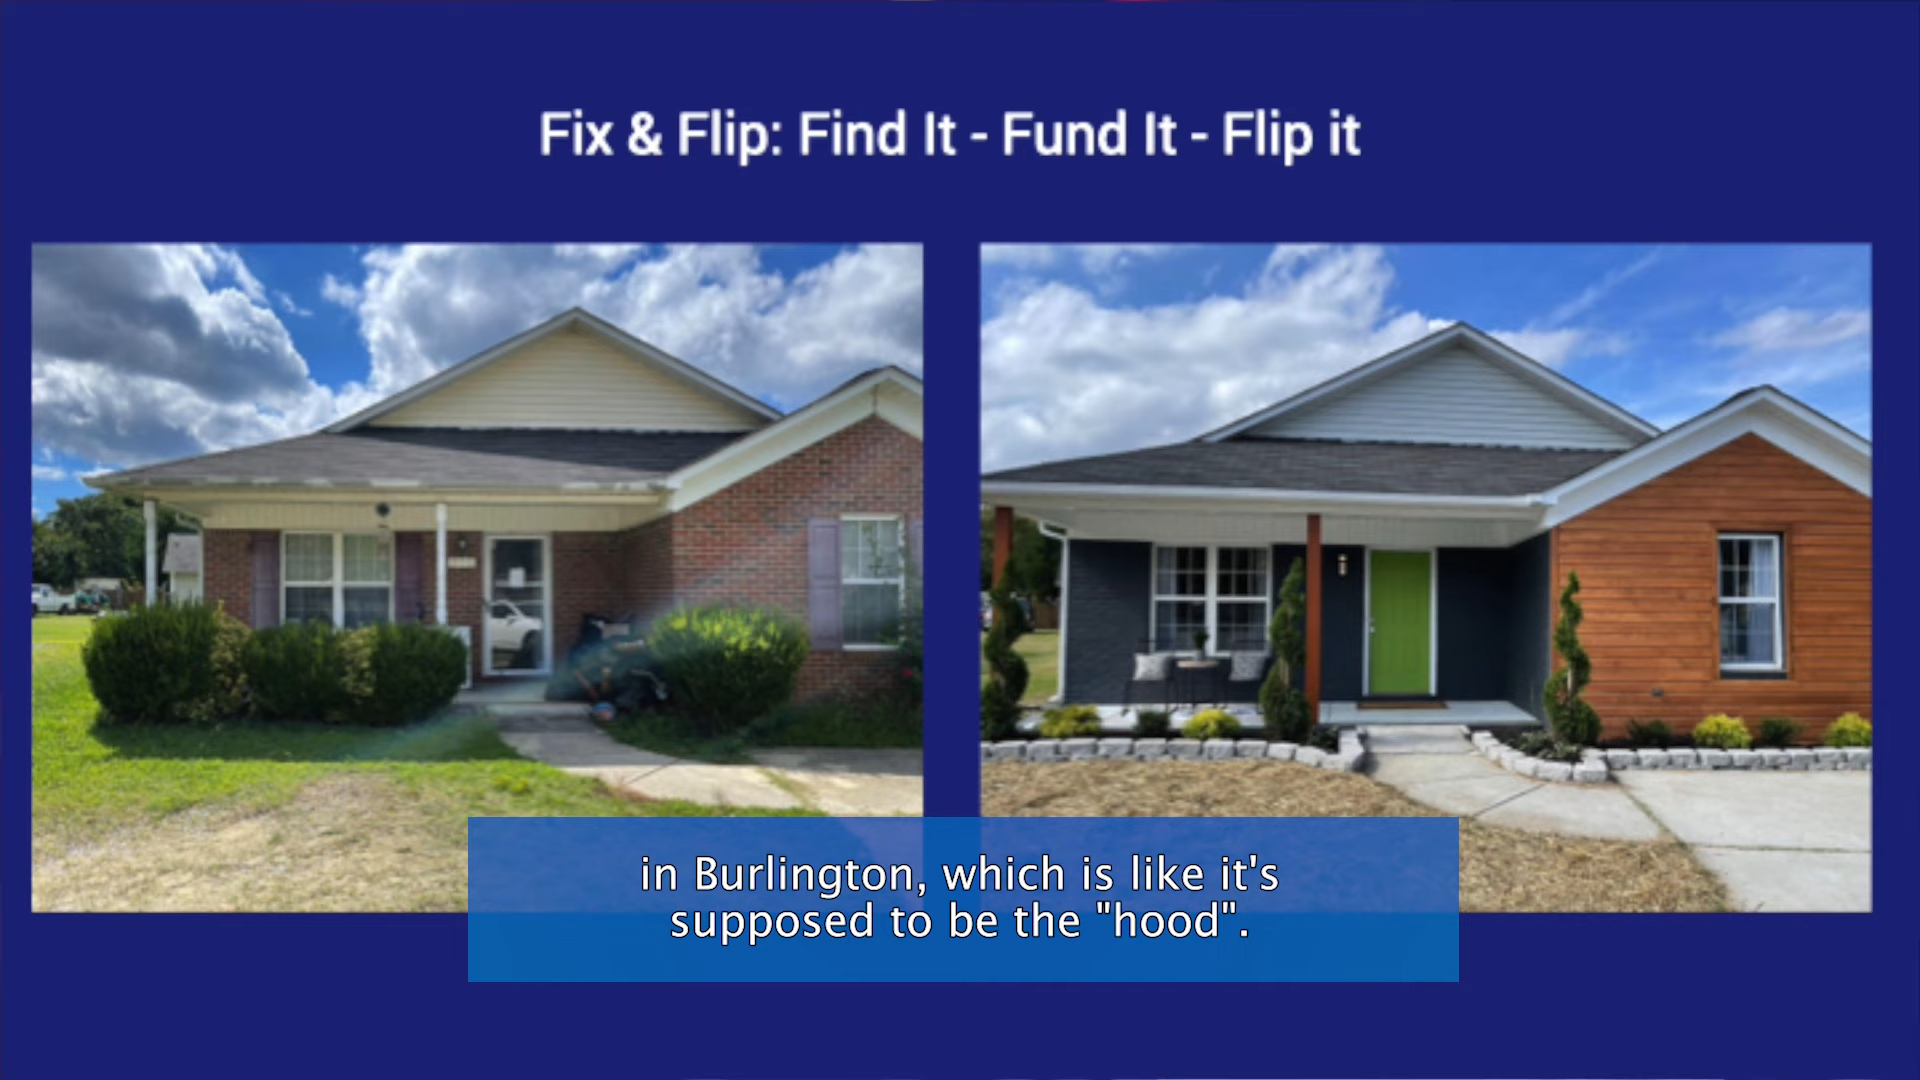 Fix & Flip: Find It - Fund It - Flip it
in Burlington, which is like it's
supposed to be the "hood".